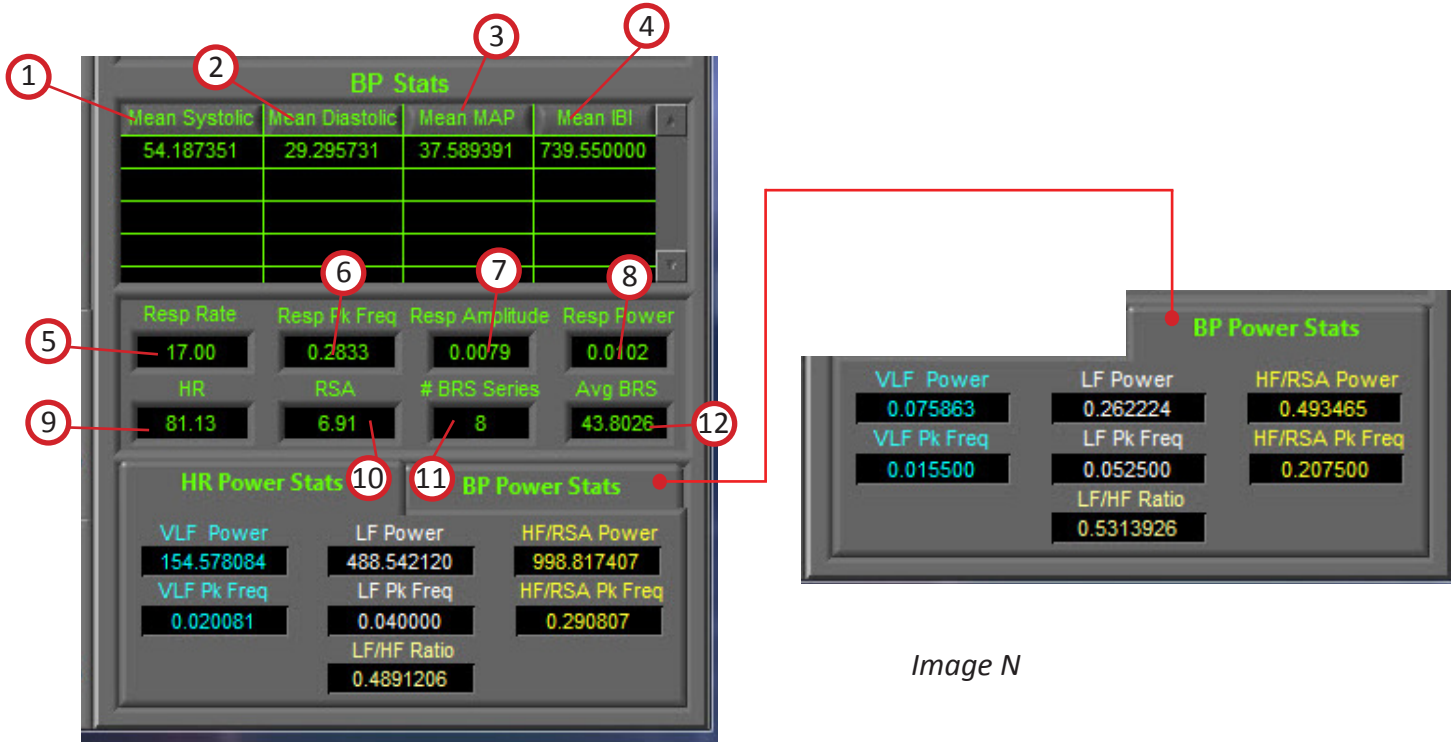 1
2
3
4
BP Stats
Mean Systolic Mean Diastolic Mean MAP Mean IBI
54.187351 29.295731 37.589391 739.550000
6
7
8
Resp Rate Resp Pk Freq Resp Amplitude Resp Power
5
17.00 0.2833 0.0079 0.0102
HR RSA # BRS Series Avg BRS
9
81.13 6.91 8 43.8026
12
10
11
HR Power Stats BP Power Stats
VLF Power LF Power HF/RSA Power
154.578084 488.542120 998.817407
VLF Pk Freq LF Pk Freq HF/RSA Pk Freq
0.020081 0.040000 0.290807
LF/HF Ratio
0.4891206
BP Power Stats
VLF Power LF Power HF/RSA Power
0.075863 0.262224 0.493465
VLF Pk Freq LF Pk Freq HF/RSA Pk Freq
0.015500 0.052500 0.207500
LF/HF Ratio
0.5313926
Image N